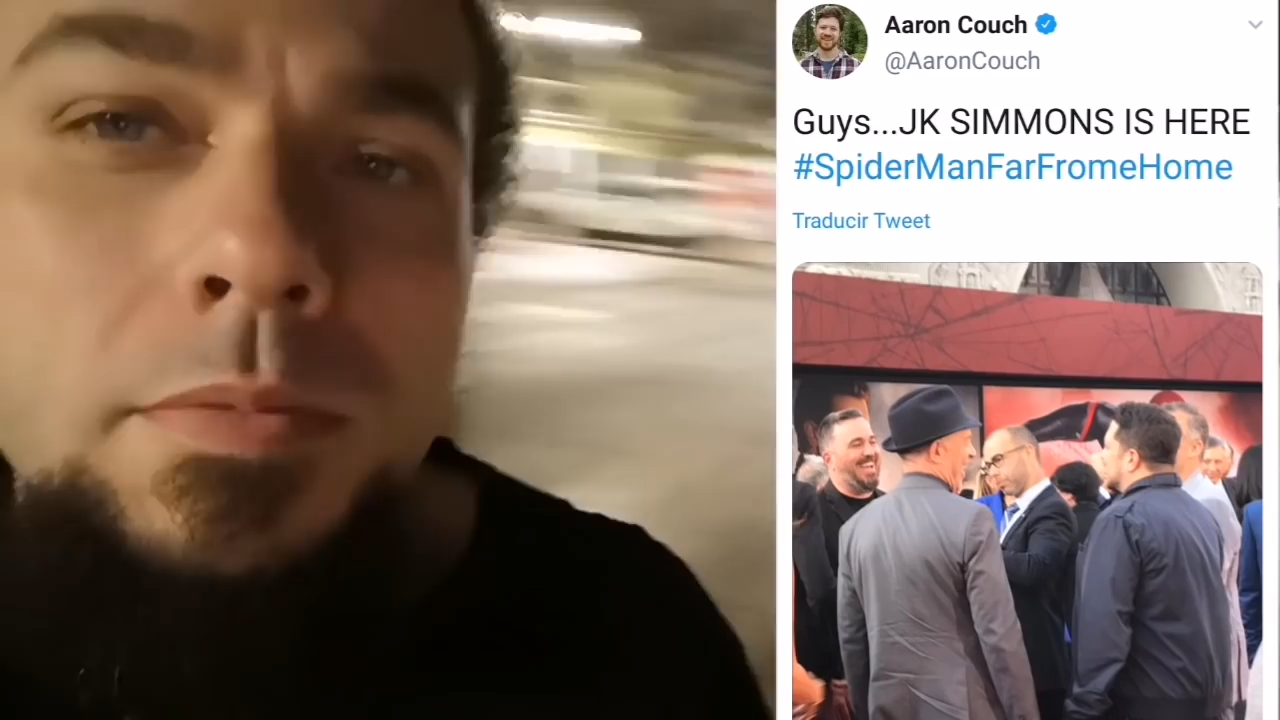 Aaron Couch
@AaronCouch
Guys...JK SIMMONS IS HERE
#SpiderManFarFromeHome
Traducir Tweet